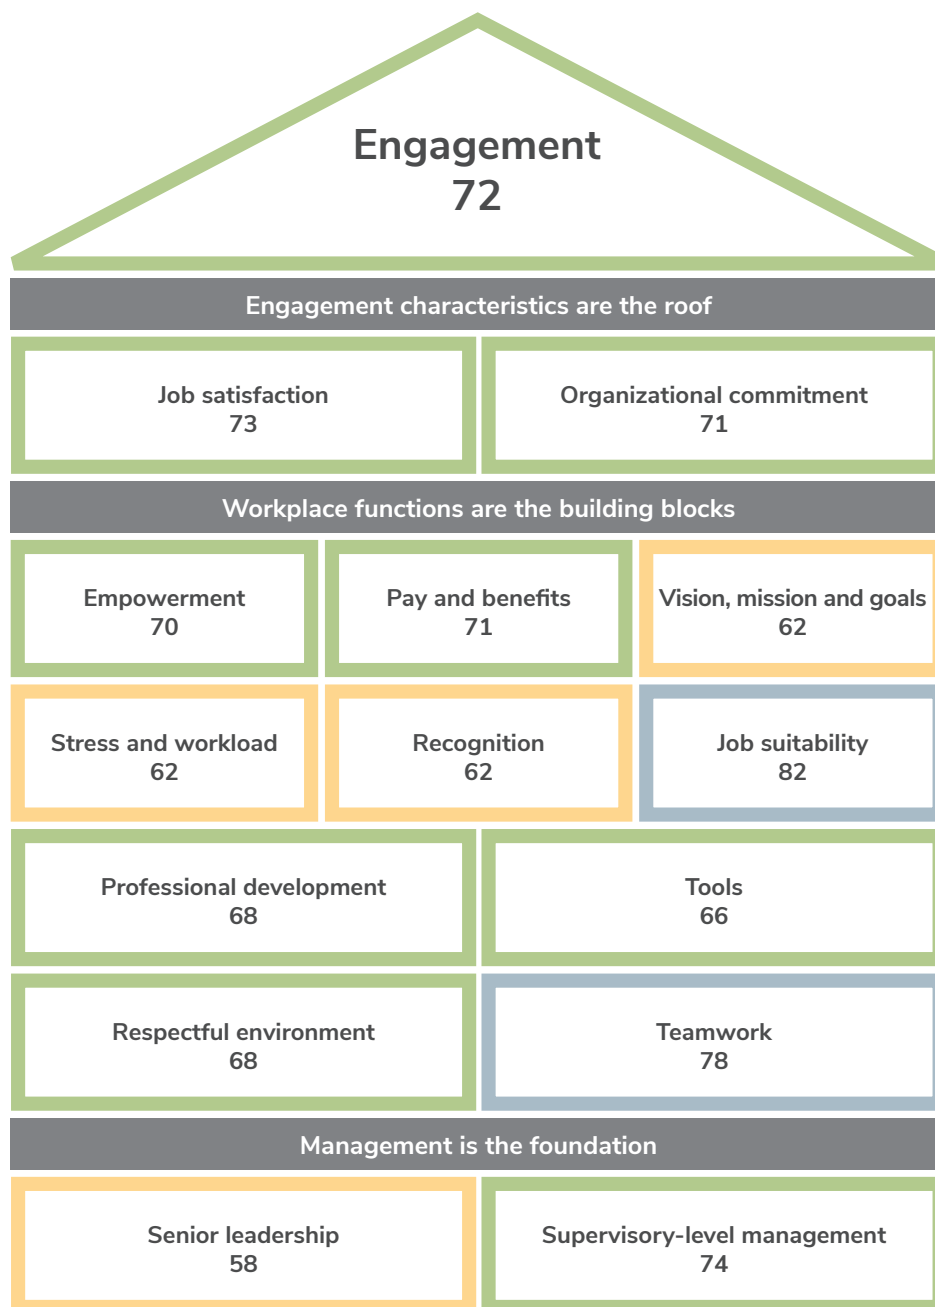 Engagement
72
Engagement characteristics are the roof
Job satisfaction
73
Organizational commitment
71
Workplace functions are the building blocks
Empowerment
70
Pay and benefits
71
Vision, mission and goals
62
Stress and workload
62
Recognition
62
Job suitability
82
Professional development
68
Tools
66
Respectful environment
68
Teamwork
78
Management is the foundation
Senior leadership
58
Supervisory-level management
74